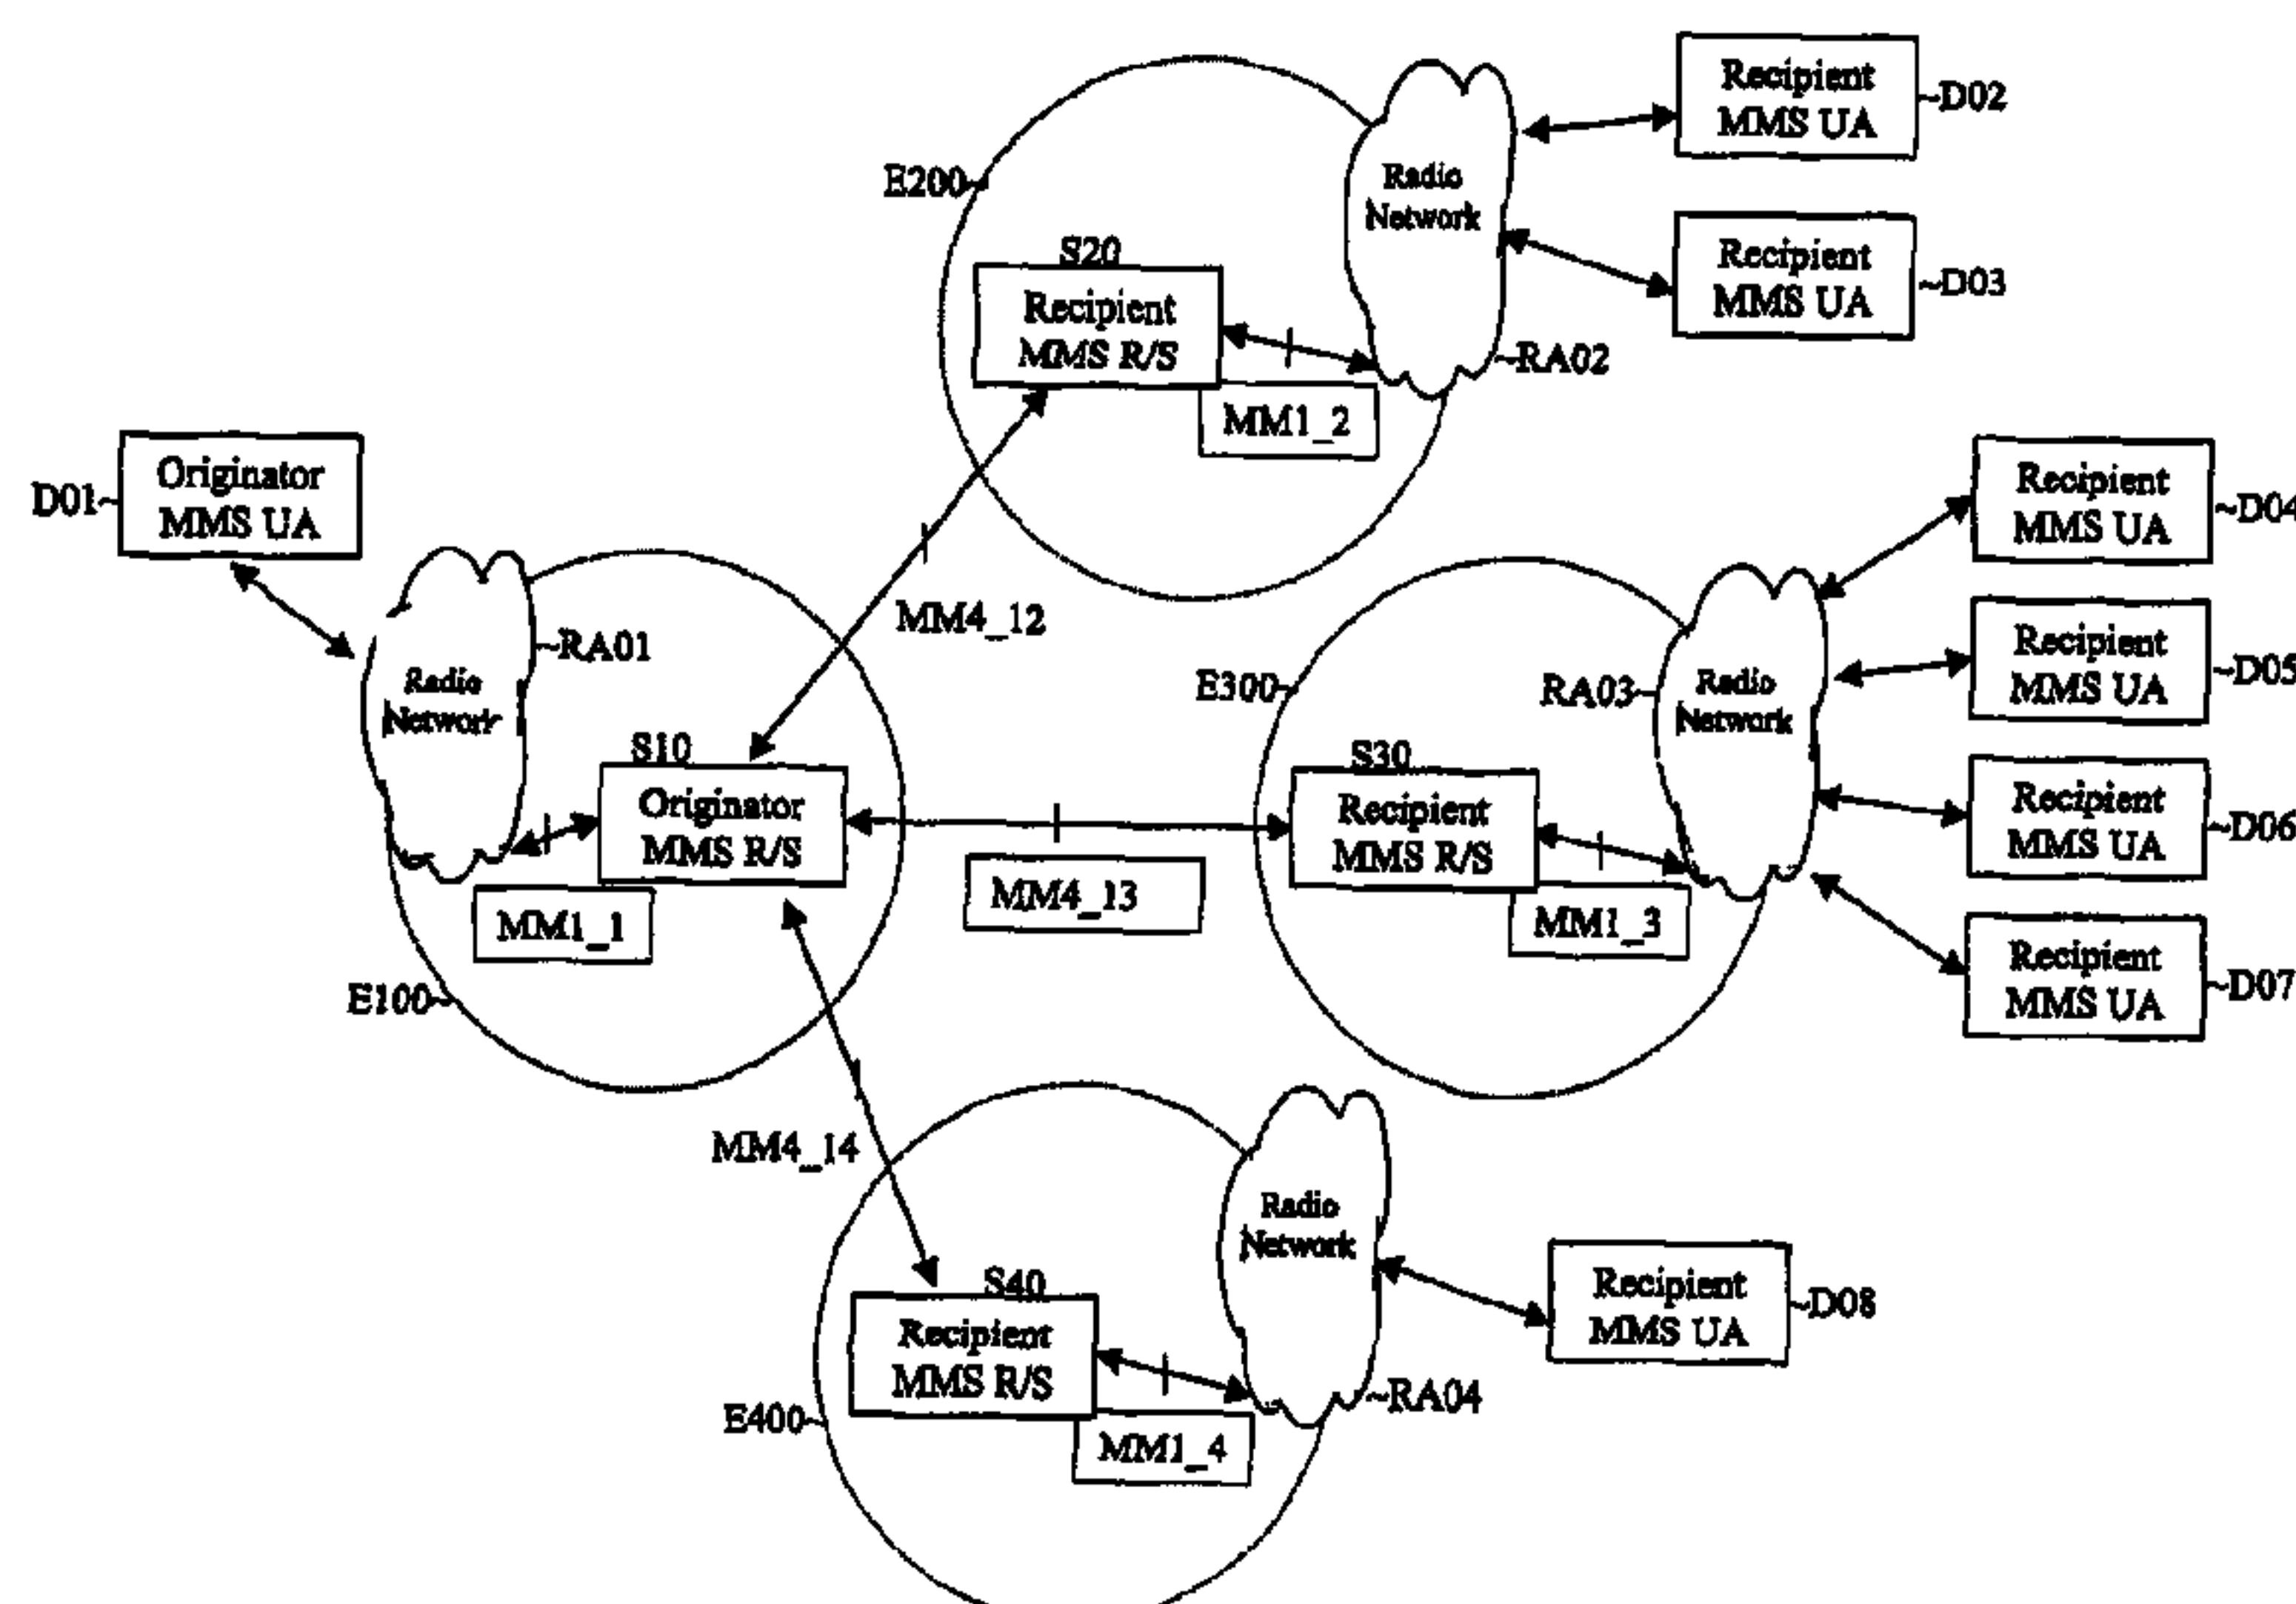 Recipient
MMS UA
~D02
E200~
Radio
Network
Recipient
MMS UA
~D03
S20
Recipient
MMS R/S
~RA02
MM1_2
D01~
Originator
MMS UA
Recipient
MMS UA
~D04
MM4_12
~RA01
Radio
Network
E300~
RA03~
Radio
Network
Recipient
MMS UA
~D05
S10
Originator
MMS R/S
S30
Recipient
MMS R/S
Recipient
MMS UA
~D06
MM1_1
MM4_13
MM1_3
E100~
Recipient
MMS UA
~D07
MM4_14
Radio
Network
S40
Recipient
MMS R/S
Recipient
MMS UA
~D08
E400~
~RA04
MM1_4